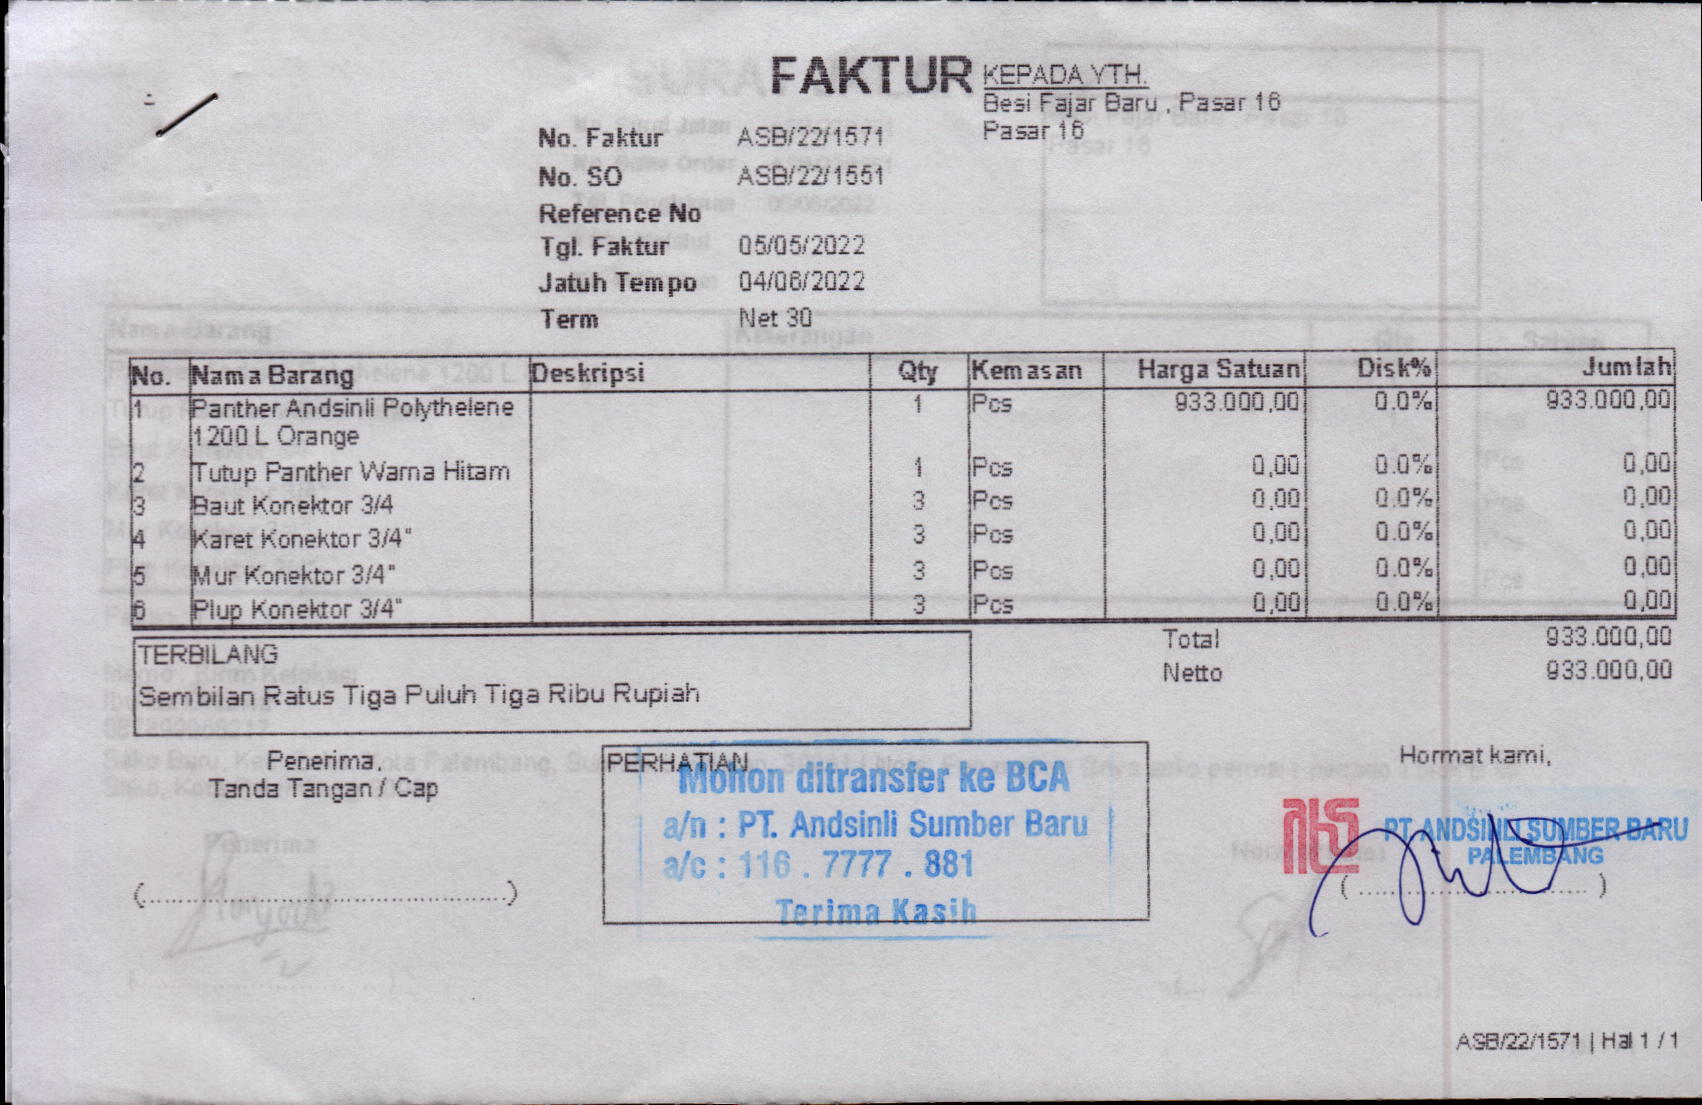 FAKTUR
KEPADA YTH.
Besi Fajar Baru , Pasar 16
Pasar 16
No. Faktur ASB/22/1571
No. SO ASB/22/1551
Reference No
Tgl. Faktur 05/05/2022
Jatuh Tempo 04/06/2022
Term Net 30
No. Nama Barang Deskripsi Qty Kemasan Harga Satuan Disk% Jumlah
1 Panther Andsinli Polythelene 1 Pcs 933.000,00 0.0% 933.000,00
1200 L Orange
2 Tutup Panther Warna Hitam 1 Pcs 0,00 0.0% 0,00
3 Baut Konektor 3/4 3 Pcs 0,00 0.0% 0,00
4 Karet Konektor 3/4" 3 Pcs 0,00 0.0% 0,00
5 Mur Konektor 3/4" 3 Pcs 0,00 0.0% 0,00
6 Plup Konektor 3/4" 3 Pcs 0,00 0.0% 0,00
Total 933.000,00
Netto 933.000,00
TERBILANG
Sembilan Ratus Tiga Puluh Tiga Ribu Rupiah
Penerima,
Tanda Tangan / Cap
(..............................................)
PERHATIAN
Mohon ditransfer ke BCA
a/n : PT. Andsinli Sumber Baru
a/c : 116 . 7777 . 881
Terima Kasih
Hormat kami,
PT. ANDSINLI SUMBER BARU
PALEMBANG
( .............................. )
ASB/22/1571 | Hal 1 / 1